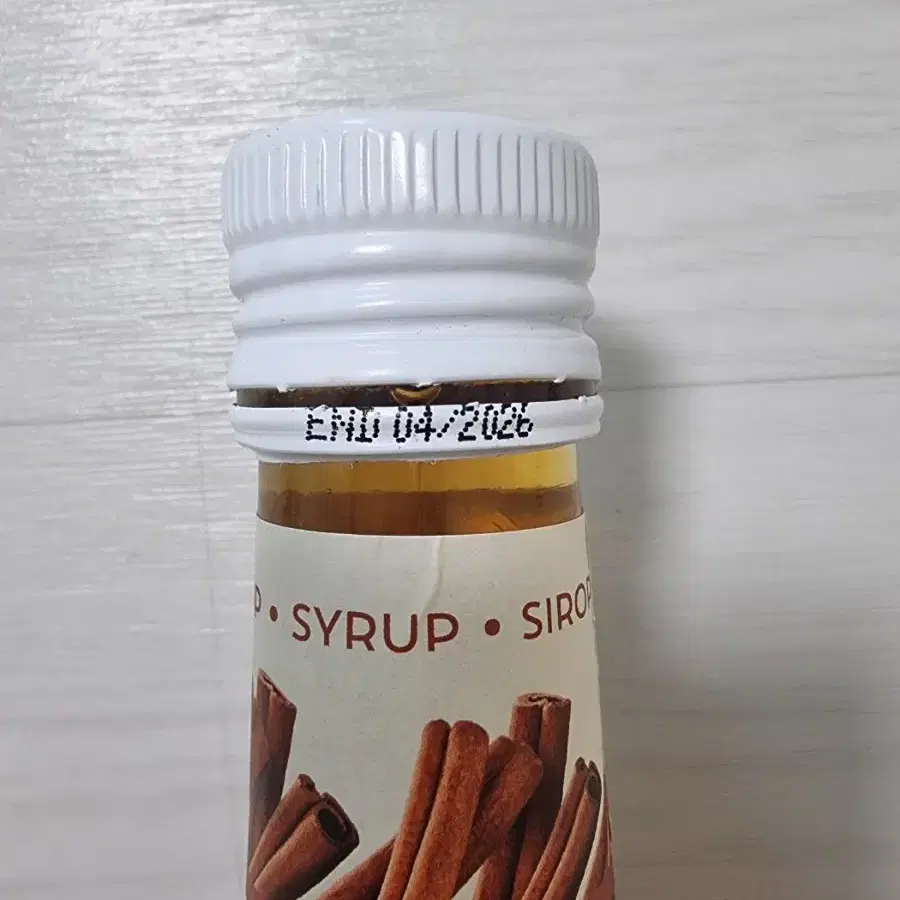 END 04/2026
P • SYRUP • SIROP